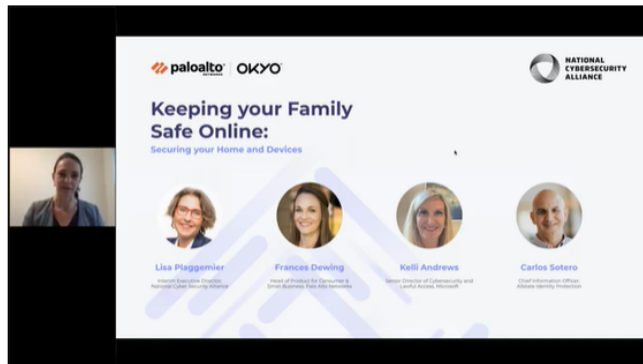 paloalto NETWORKS | OKYO
NATIONAL
CYBERSECURITY
ALLIANCE
Keeping your Family
Safe Online:
Securing your Home and Devices
Lisa Plaggemier
Interim Executive Director,
National Cyber Security Alliance
Frances Dewing
Head of Product for Consumer &
Small Business, Palo Alto Networks
Kelli Andrews
Senior Director of Cybersecurity and
Lawful Access, Microsoft
Carlos Sotero
Chief Information Officer,
Allstate Identity Protection